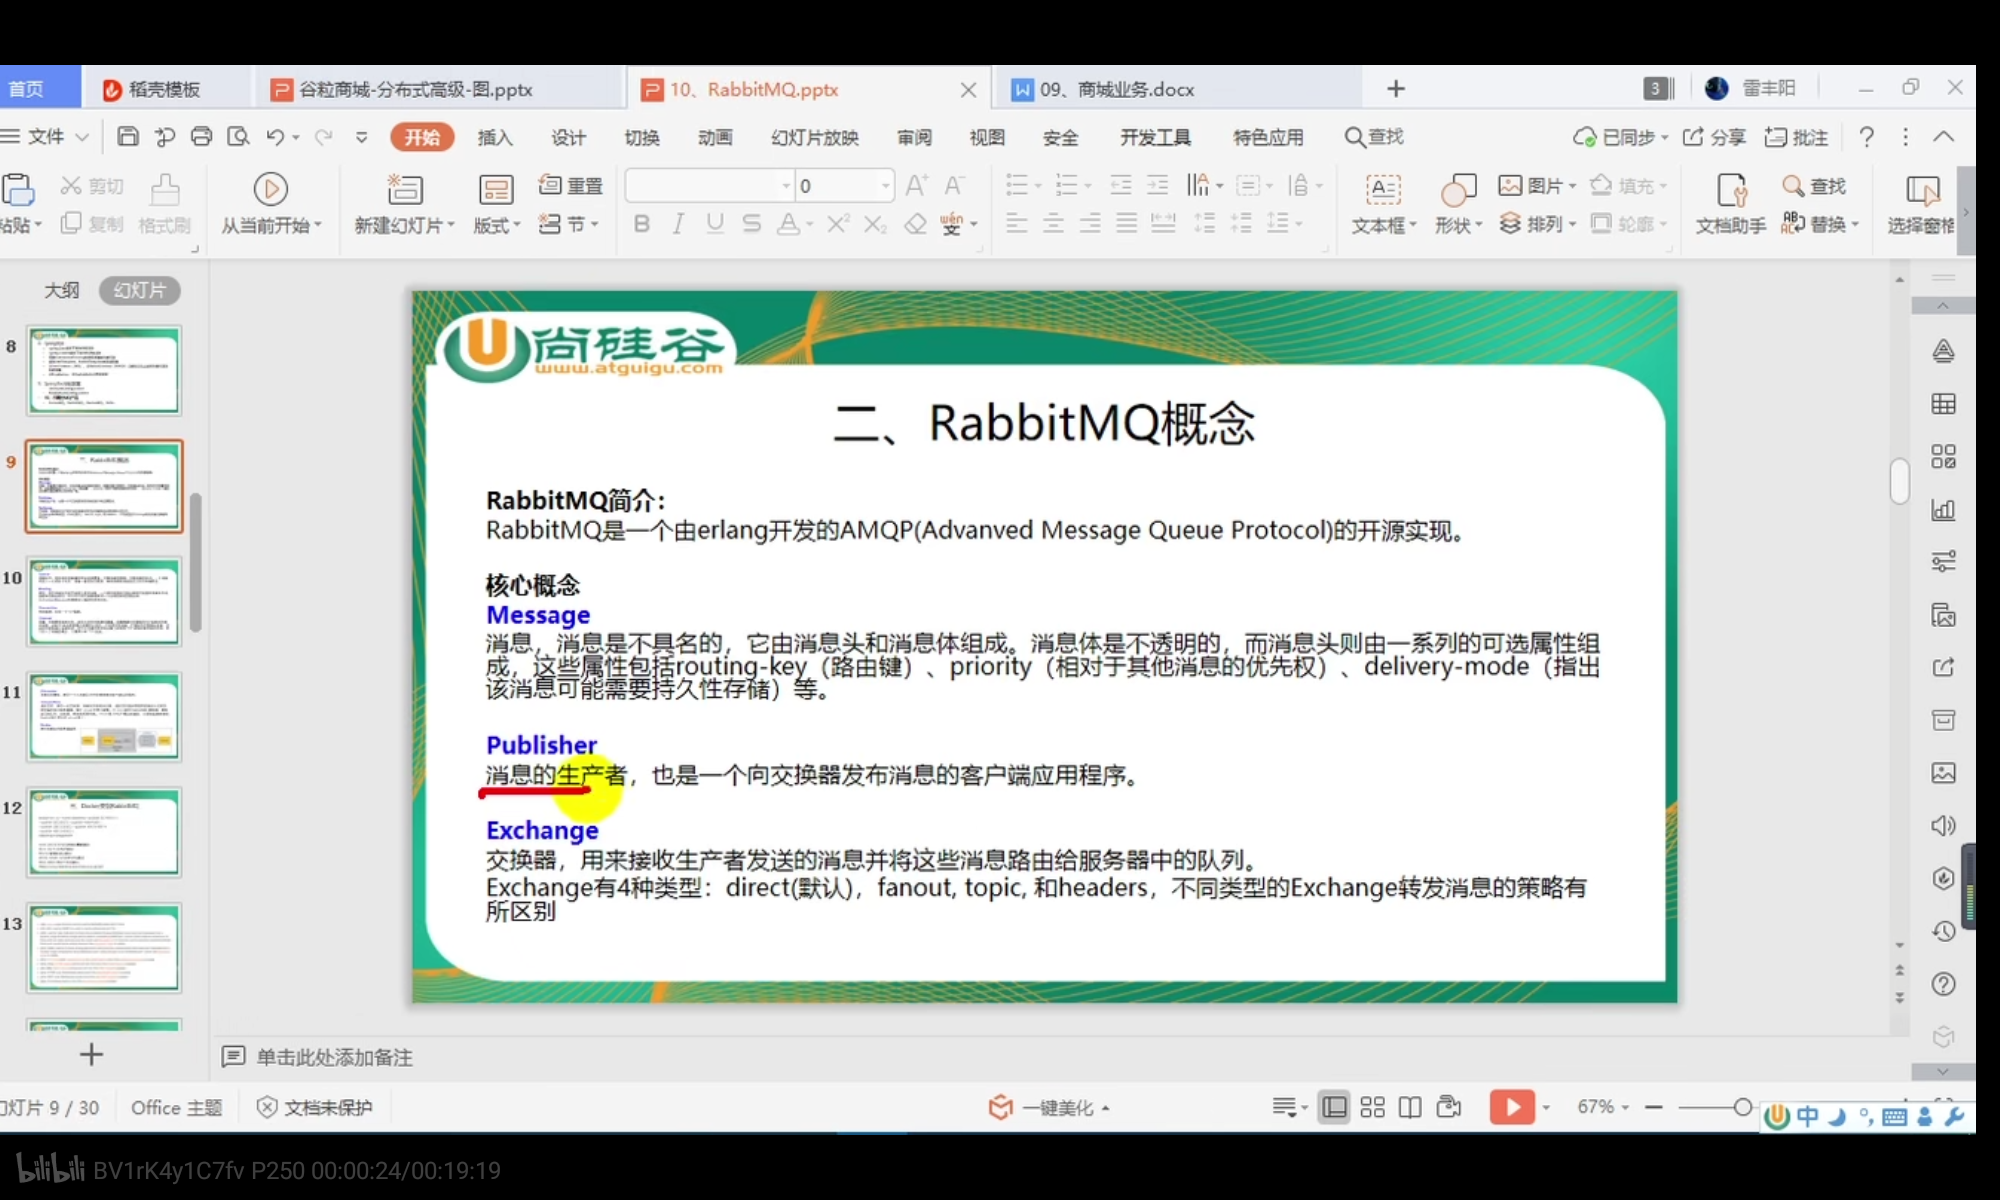 首页
稻壳模板
谷粒商城-分布式高级-图.pptx
10、RabbitMQ.pptx
09、商城业务.docx
3
雷丰阳
文件
开始
插入
设计
切换
动画
幻灯片放映
审阅
视图
安全
开发工具
特色应用
查找
已同步
分享
批注
粘贴
剪切
复制
格式刷
从当前开始
新建幻灯片
版式
重置
节
0
文本框
形状
图片
排列
填充
轮廓
文档助手
查找
替换
选择窗格
大纲
幻灯片
8
9
10
11
12
13
尚硅谷
www.atguigu.com
二、RabbitMQ概念
RabbitMQ简介：
RabbitMQ是一个由erlang开发的AMQP(Advanved Message Queue Protocol)的开源实现。
核心概念
Message
消息，消息是不具名的，它由消息头和消息体组成。消息体是不透明的，而消息头则由一系列的可选属性组
成，这些属性包括routing-key（路由键）、priority（相对于其他消息的优先权）、delivery-mode（指出
该消息可能需要持久性存储）等。
Publisher
消息的生产者，也是一个向交换器发布消息的客户端应用程序。
Exchange
交换器，用来接收生产者发送的消息并将这些消息路由给服务器中的队列。
Exchange有4种类型：direct(默认)，fanout, topic, 和headers，不同类型的Exchange转发消息的策略有
所区别
单击此处添加备注
幻灯片 9 / 30
Office 主题
文档未保护
一键美化
67%
中
bilibili BV1rK4y1C7fv P250 00:00:24/00:19:19